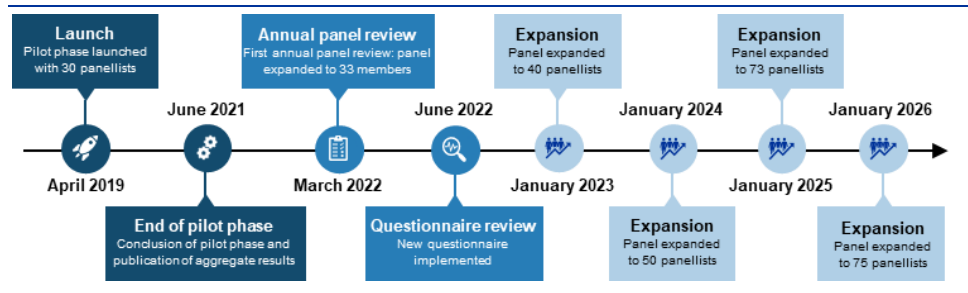 Launch
Pilot phase launched
with 30 panellists
April 2019
June 2021
End of pilot phase
Conclusion of pilot phase and
publication of aggregate results
Annual panel review
First annual panel review: panel
expanded to 33 members
March 2022
June 2022
Questionnaire review
New questionnaire
implemented
Expansion
Panel expanded
to 40 panellists
January 2023
January 2024
Expansion
Panel expanded
to 50 panellists
Expansion
Panel expanded
to 73 panellists
January 2025
January 2026
Expansion
Panel expanded
to 75 panellists